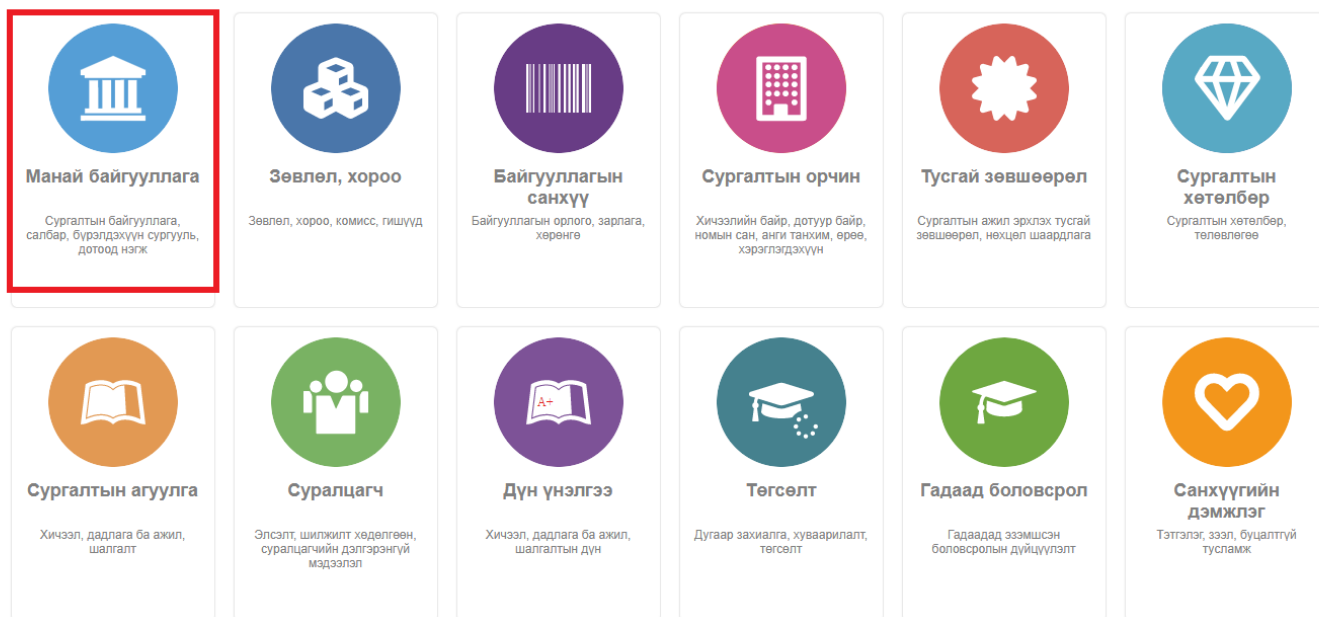 Манай байгууллага
Сургалтын байгууллага,
салбар, бүрэлдэхүүн сургууль,
дотоод нэгж
Зөвлөл, хороо
Зөвлөл, хороо, комисс, гишүүд
Байгууллагын
санхүү
Байгууллагын орлого, зарлага,
хөрөнгө
Сургалтын орчин
Хичээлийн байр, дотуур байр,
номын сан, анги танхим, өрөө,
хэрэглэгдэхүүн
Тусгай зөвшөөрөл
Сургалтын ажил эрхлэх тусгай
зөвшөөрөл, нөхцөл шаардлага
Сургалтын
хөтөлбөр
Сургалтын хөтөлбөр,
төлөвлөгөө
Сургалтын агуулга
Хичээл, дадлага ба ажил,
шалгалт
Суралцагч
Элсэлт, шилжилт хөдөлгөөн,
суралцагчийн дэлгэрэнгүй
мэдээлэл
A+
Дүн үнэлгээ
Хичээл, дадлага ба ажил,
шалгалтын дүн
Төгсөлт
Дугаар захиалга, хуваарилалт,
төгсөлт
Гадаад боловсрол
Гадаадад эзэмшсэн
боловсролын дүйцүүлэлт
Санхүүгийн
дэмжлэг
Тэтгэлэг, зээл, буцалтгүй
тусламж